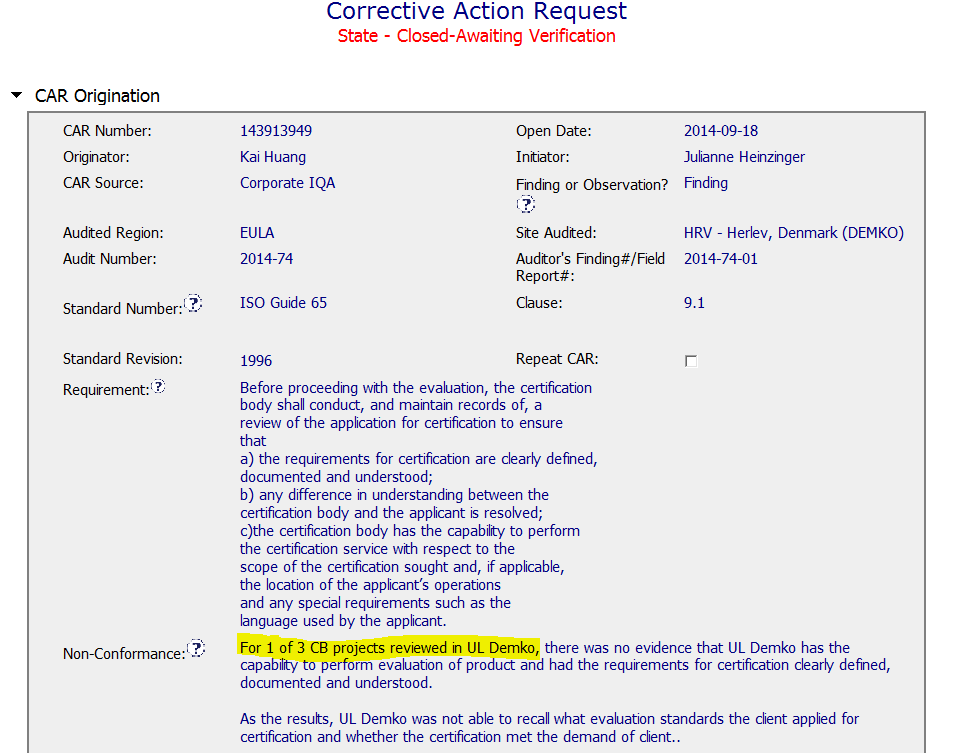 Corrective Action Request
State - Closed-Awaiting Verification
CAR Origination
CAR Number: 143913949 Open Date: 2014-09-18
Originator: Kai Huang Initiator: Julianne Heinzinger
CAR Source: Corporate IQA Finding or Observation? Finding
?
Audited Region: EULA Site Audited: HRV - Herlev, Denmark (DEMKO)
Audit Number: 2014-74 Auditor's Finding#/Field 2014-74-01
Report#:
Standard Number: ? ISO Guide 65 Clause: 9.1
Standard Revision: 1996 Repeat CAR:
Requirement: ? Before proceeding with the evaluation, the certification
body shall conduct, and maintain records of, a
review of the application for certification to ensure
that
a) the requirements for certification are clearly defined,
documented and understood;
b) any difference in understanding between the
certification body and the applicant is resolved;
c)the certification body has the capability to perform
the certification service with respect to the
scope of the certification sought and, if applicable,
the location of the applicant’s operations
and any special requirements such as the
language used by the applicant.
Non-Conformance: ? For 1 of 3 CB projects reviewed in UL Demko, there was no evidence that UL Demko has the
capability to perform evaluation of product and had the requirements for certification clearly defined,
documented and understood.
As the results, UL Demko was not able to recall what evaluation standards the client applied for
certification and whether the certification met the demand of client..